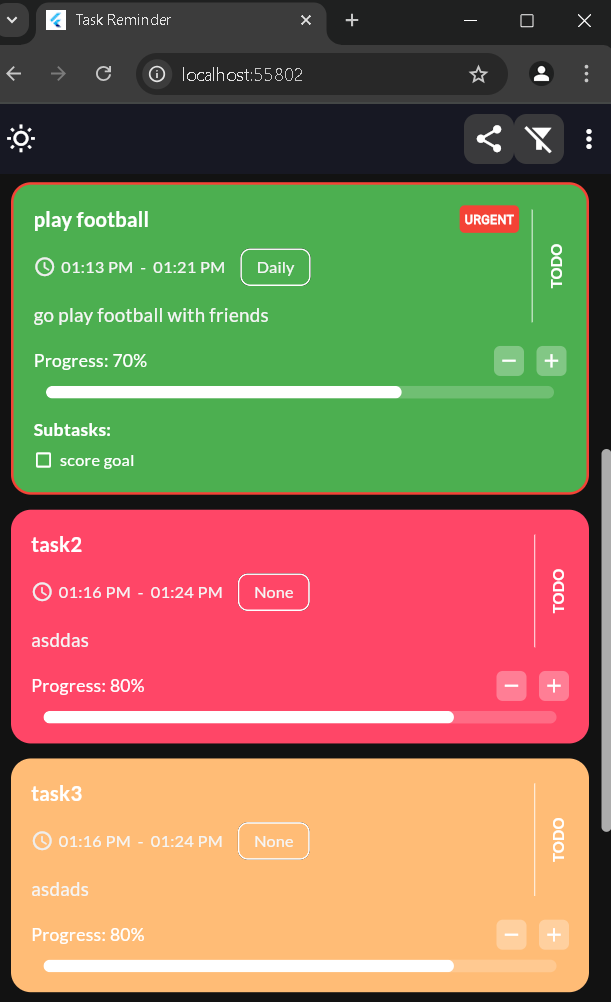 Task Reminder
localhost:55802
play football
URGENT
01:13 PM - 01:21 PM
Daily
TODO
go play football with friends
Progress: 70%
Subtasks:
score goal
task2
01:16 PM - 01:24 PM
None
TODO
asddas
Progress: 80%
task3
01:16 PM - 01:24 PM
None
TODO
asdads
Progress: 80%